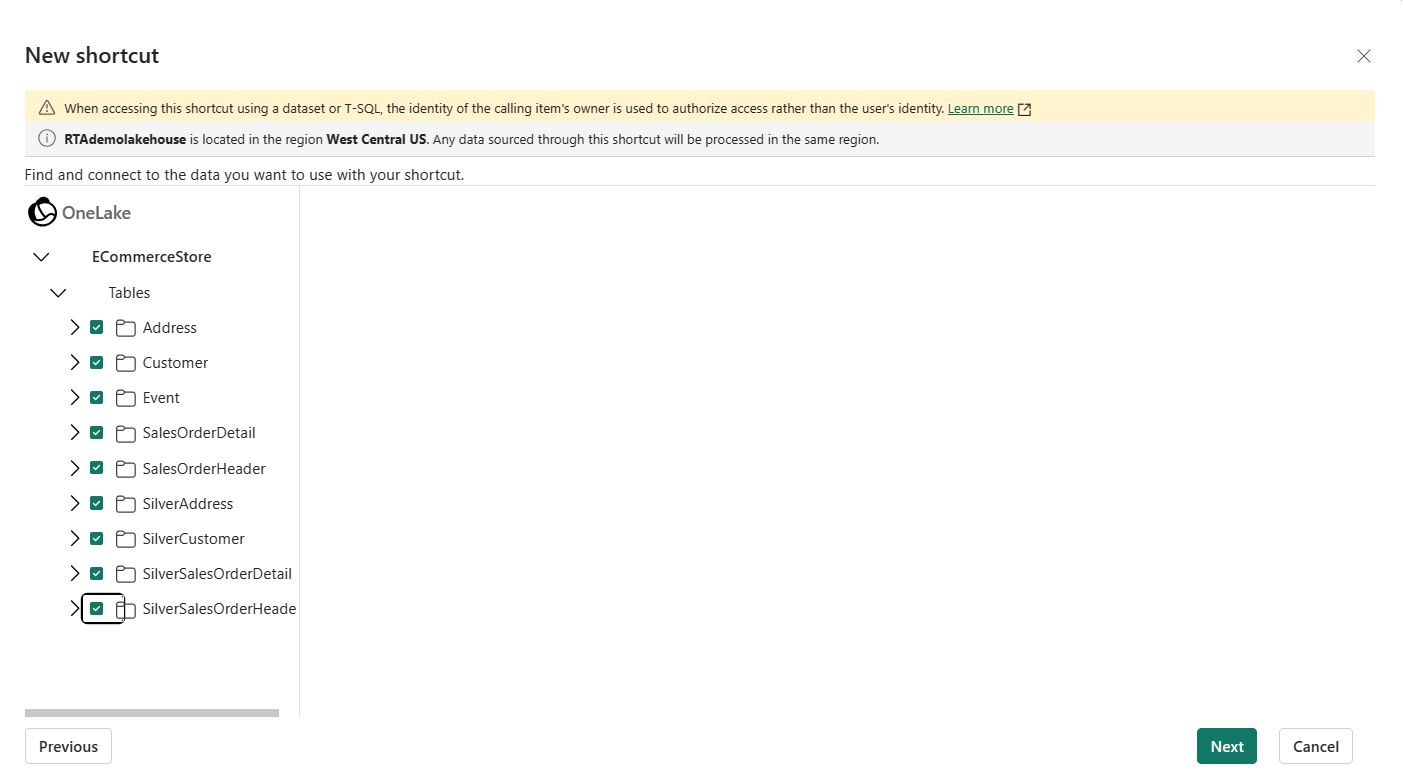 New shortcut
When accessing this shortcut using a dataset or T-SQL, the identity of the calling item's owner is used to authorize access rather than the user's identity. Learn more
RTAdemolakehouse is located in the region West Central US. Any data sourced through this shortcut will be processed in the same region.
Find and connect to the data you want to use with your shortcut.
OneLake
ECommerceStore
Tables
Address
Customer
Event
SalesOrderDetail
SalesOrderHeader
SilverAddress
SilverCustomer
SilverSalesOrderDetail
SilverSalesOrderHeade
Previous
Next
Cancel